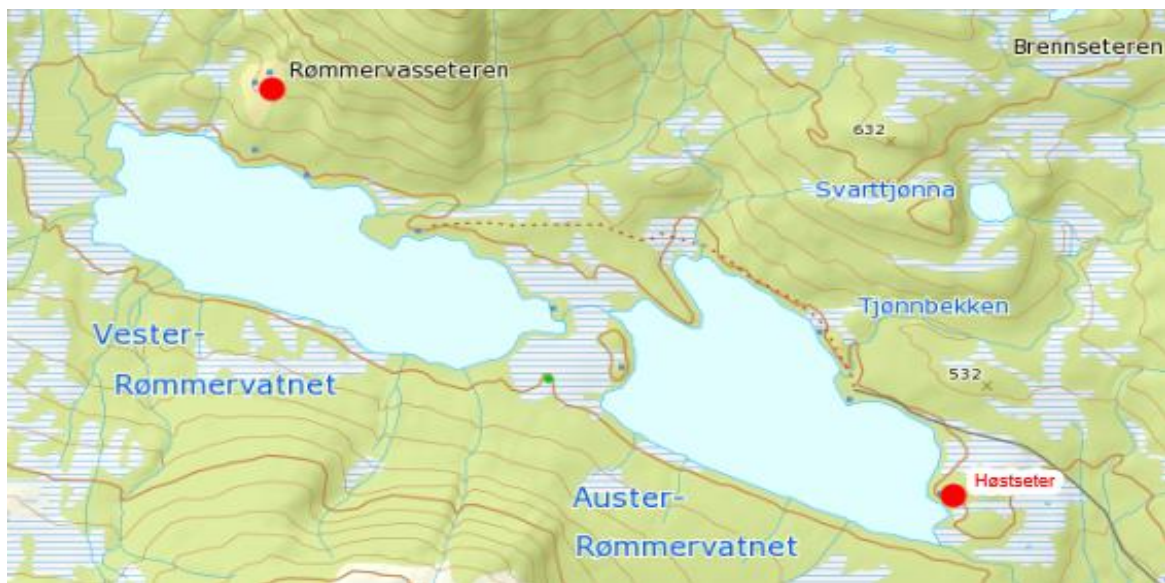 Brennseteren
Rømmervasseteren
632
Svarttjønna
Tjønnbekken
Vester-
Rømmervatnet
532
Høstseter
Auster-
Rømmervatnet